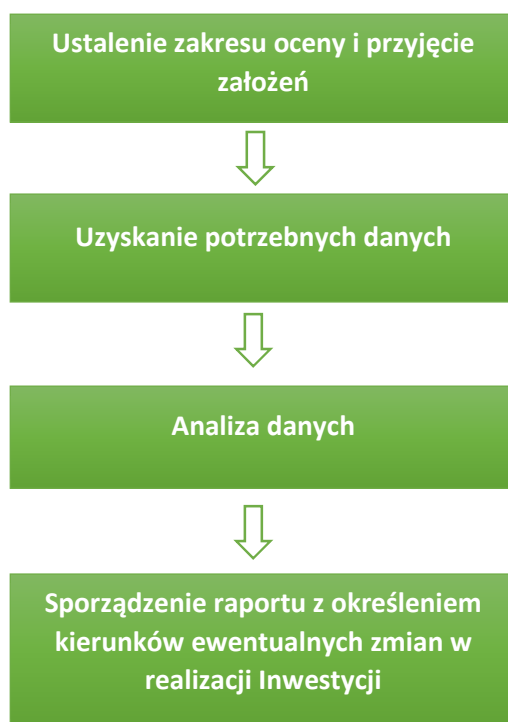 Ustalenie zakresu oceny i przyjęcie
założeń
Uzyskanie potrzebnych danych
Analiza danych
Sporządzenie raportu z określeniem
kierunków ewentualnych zmian w
realizacji Inwestycji